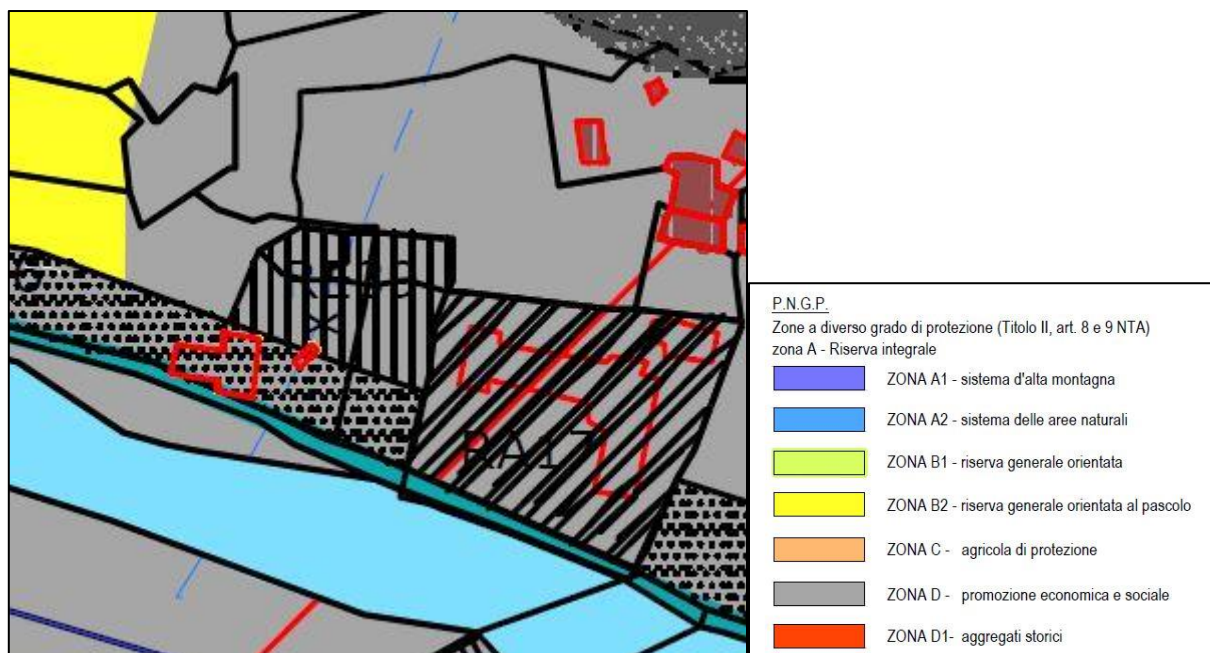 RA17
P.N.G.P.
Zone a diverso grado di protezione (Titolo II, art. 8 e 9 NTA)
zona A - Riserva integrale
ZONA A1 - sistema d'alta montagna
ZONA A2 - sistema delle aree naturali
ZONA B1 - riserva generale orientata
ZONA B2 - riserva generale orientata al pascolo
ZONA C - agricola di protezione
ZONA D - promozione economica e sociale
ZONA D1- aggregati storici